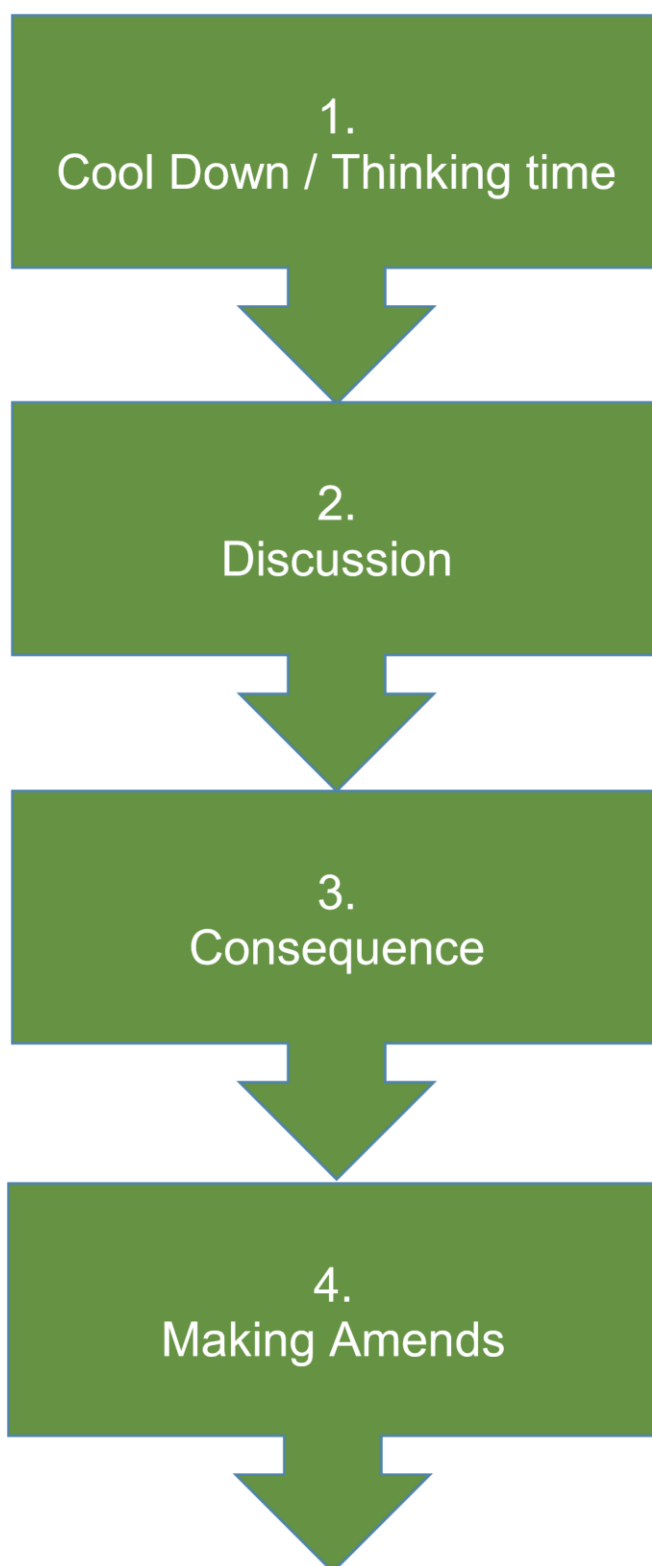 1.
Cool Down / Thinking time
2.
Discussion
3.
Consequence
4.
Making Amends